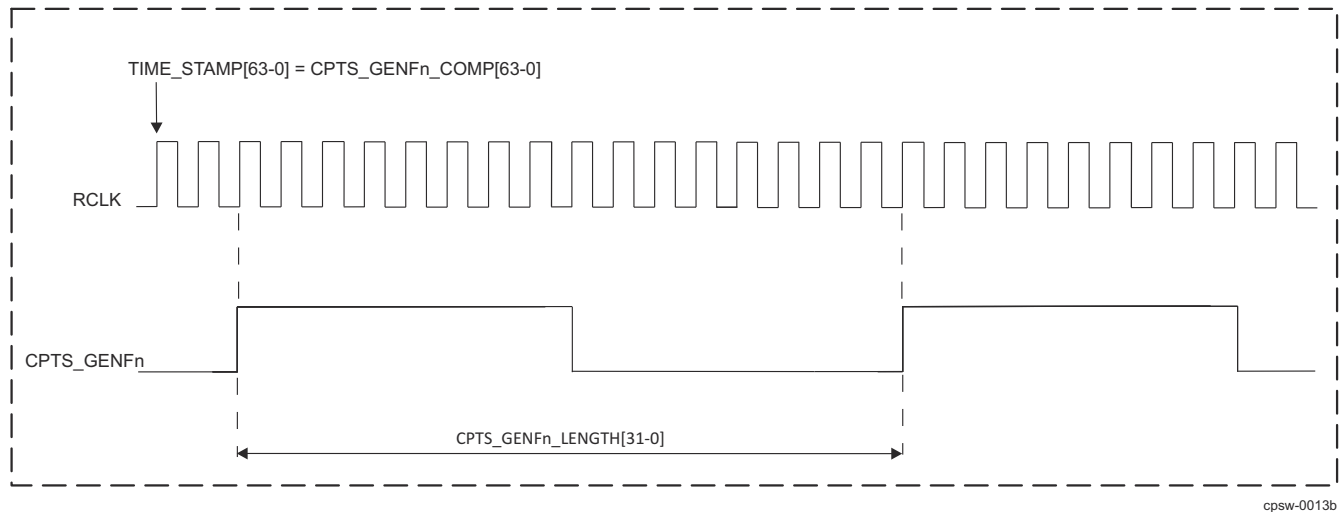 TIME_STAMP[63-0] = CPTS_GENFn_COMP[63-0]
RCLK
CPTS_GENFn
CPTS_GENFn_LENGTH[31-0]
cpsw-0013b